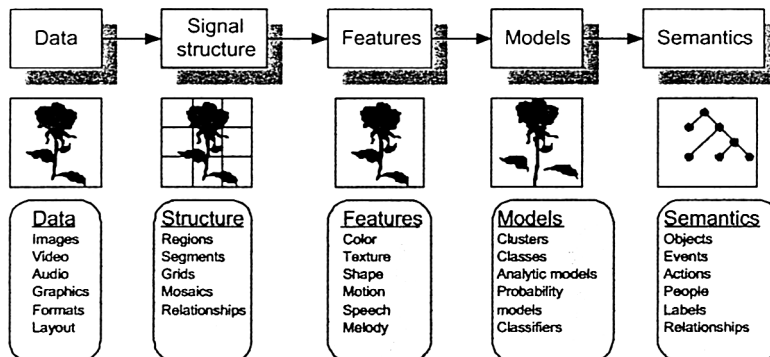 Data
Signal
structure
Features
Models
Semantics
Data
Images
Video
Audio
Graphics
Formats
Layout
Structure
Regions
Segments
Grids
Mosaics
Relationships
Features
Color
Texture
Shape
Motion
Speech
Melody
Models
Clusters
Classes
Analytic models
Probability
models
Classifiers
Semantics
Objects
Events
Actions
People
Labels
Relationships